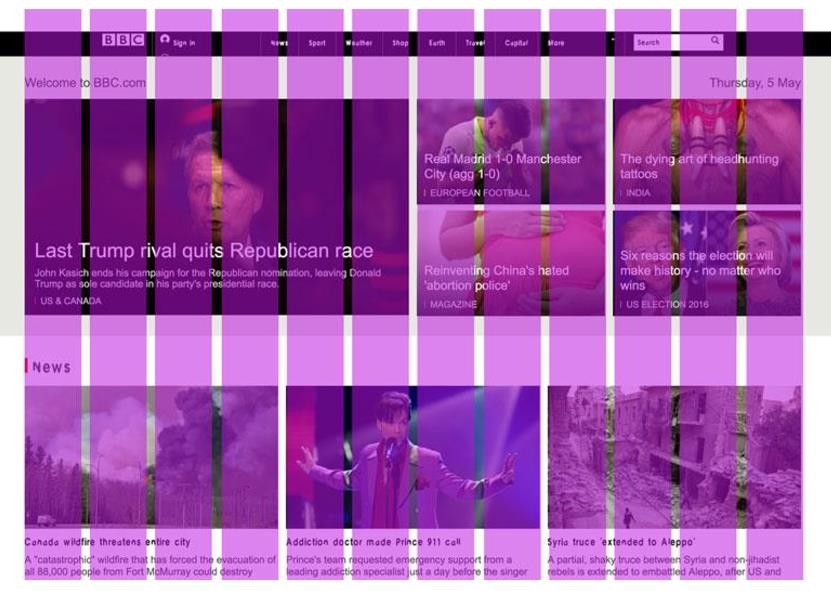 BBC Sign in News Sport Weather Shop Earth Travel Capital More Search
Welcome to BBC.com Thursday, 5 May
Last Trump rival quits Republican race
John Kasich ends his campaign for the Republican nomination, leaving Donald
Trump as sole candidate in his party's presidential race.
US & CANADA
Real Madrid 1-0 Manchester
City (agg 1-0)
EUROPEAN FOOTBALL
The dying art of headhunting
tattoos
INDIA
Reinventing China's hated
'abortion police'
MAGAZINE
Six reasons the election will
make history - no matter who
wins
US ELECTION 2016
News
Canada wildfire threatens entire city
A "catastrophic" wildfire that has forced the evacuation of
all 88,000 people from Fort McMurray could destroy
Addiction doctor made Prince 911 call
Prince's team requested emergency support from a
leading addiction specialist just a day before the singer
Syria truce 'extended to Aleppo'
A partial, shaky truce between Syria and non-jihadist
rebels is extended to embattled Aleppo, after US and